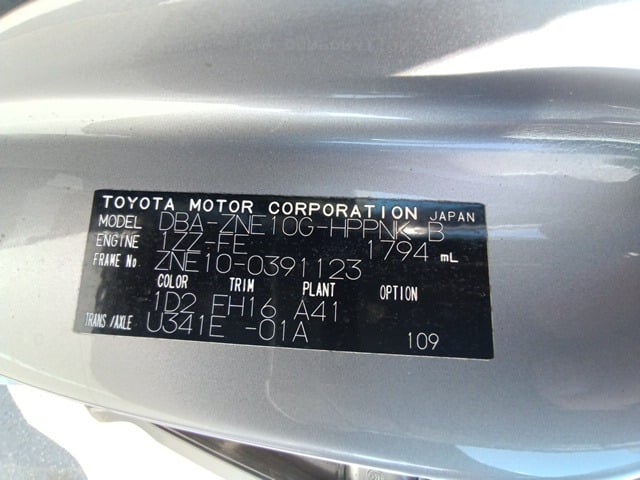 TOYOTA MOTOR CORPORATION JAPAN
MODEL DBA-ZNE10G-HPPNK B
ENGINE 1ZZ-FE 1794 mL
FRAME No. ZNE10-0391123
COLOR TRIM PLANT OPTION
1D2 FH16 A41
TRANS/AXLE U341E -01A
109